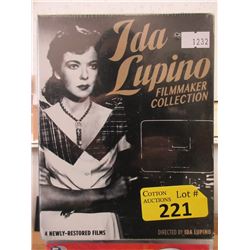 Ida
1232
Lupino
FILMMAKER
COLLECTION
COTTON
AUCTIONS
Lot #
221
4 NEWLY-RESTORED FILMS
DIRECTED BY IDA LUPINO